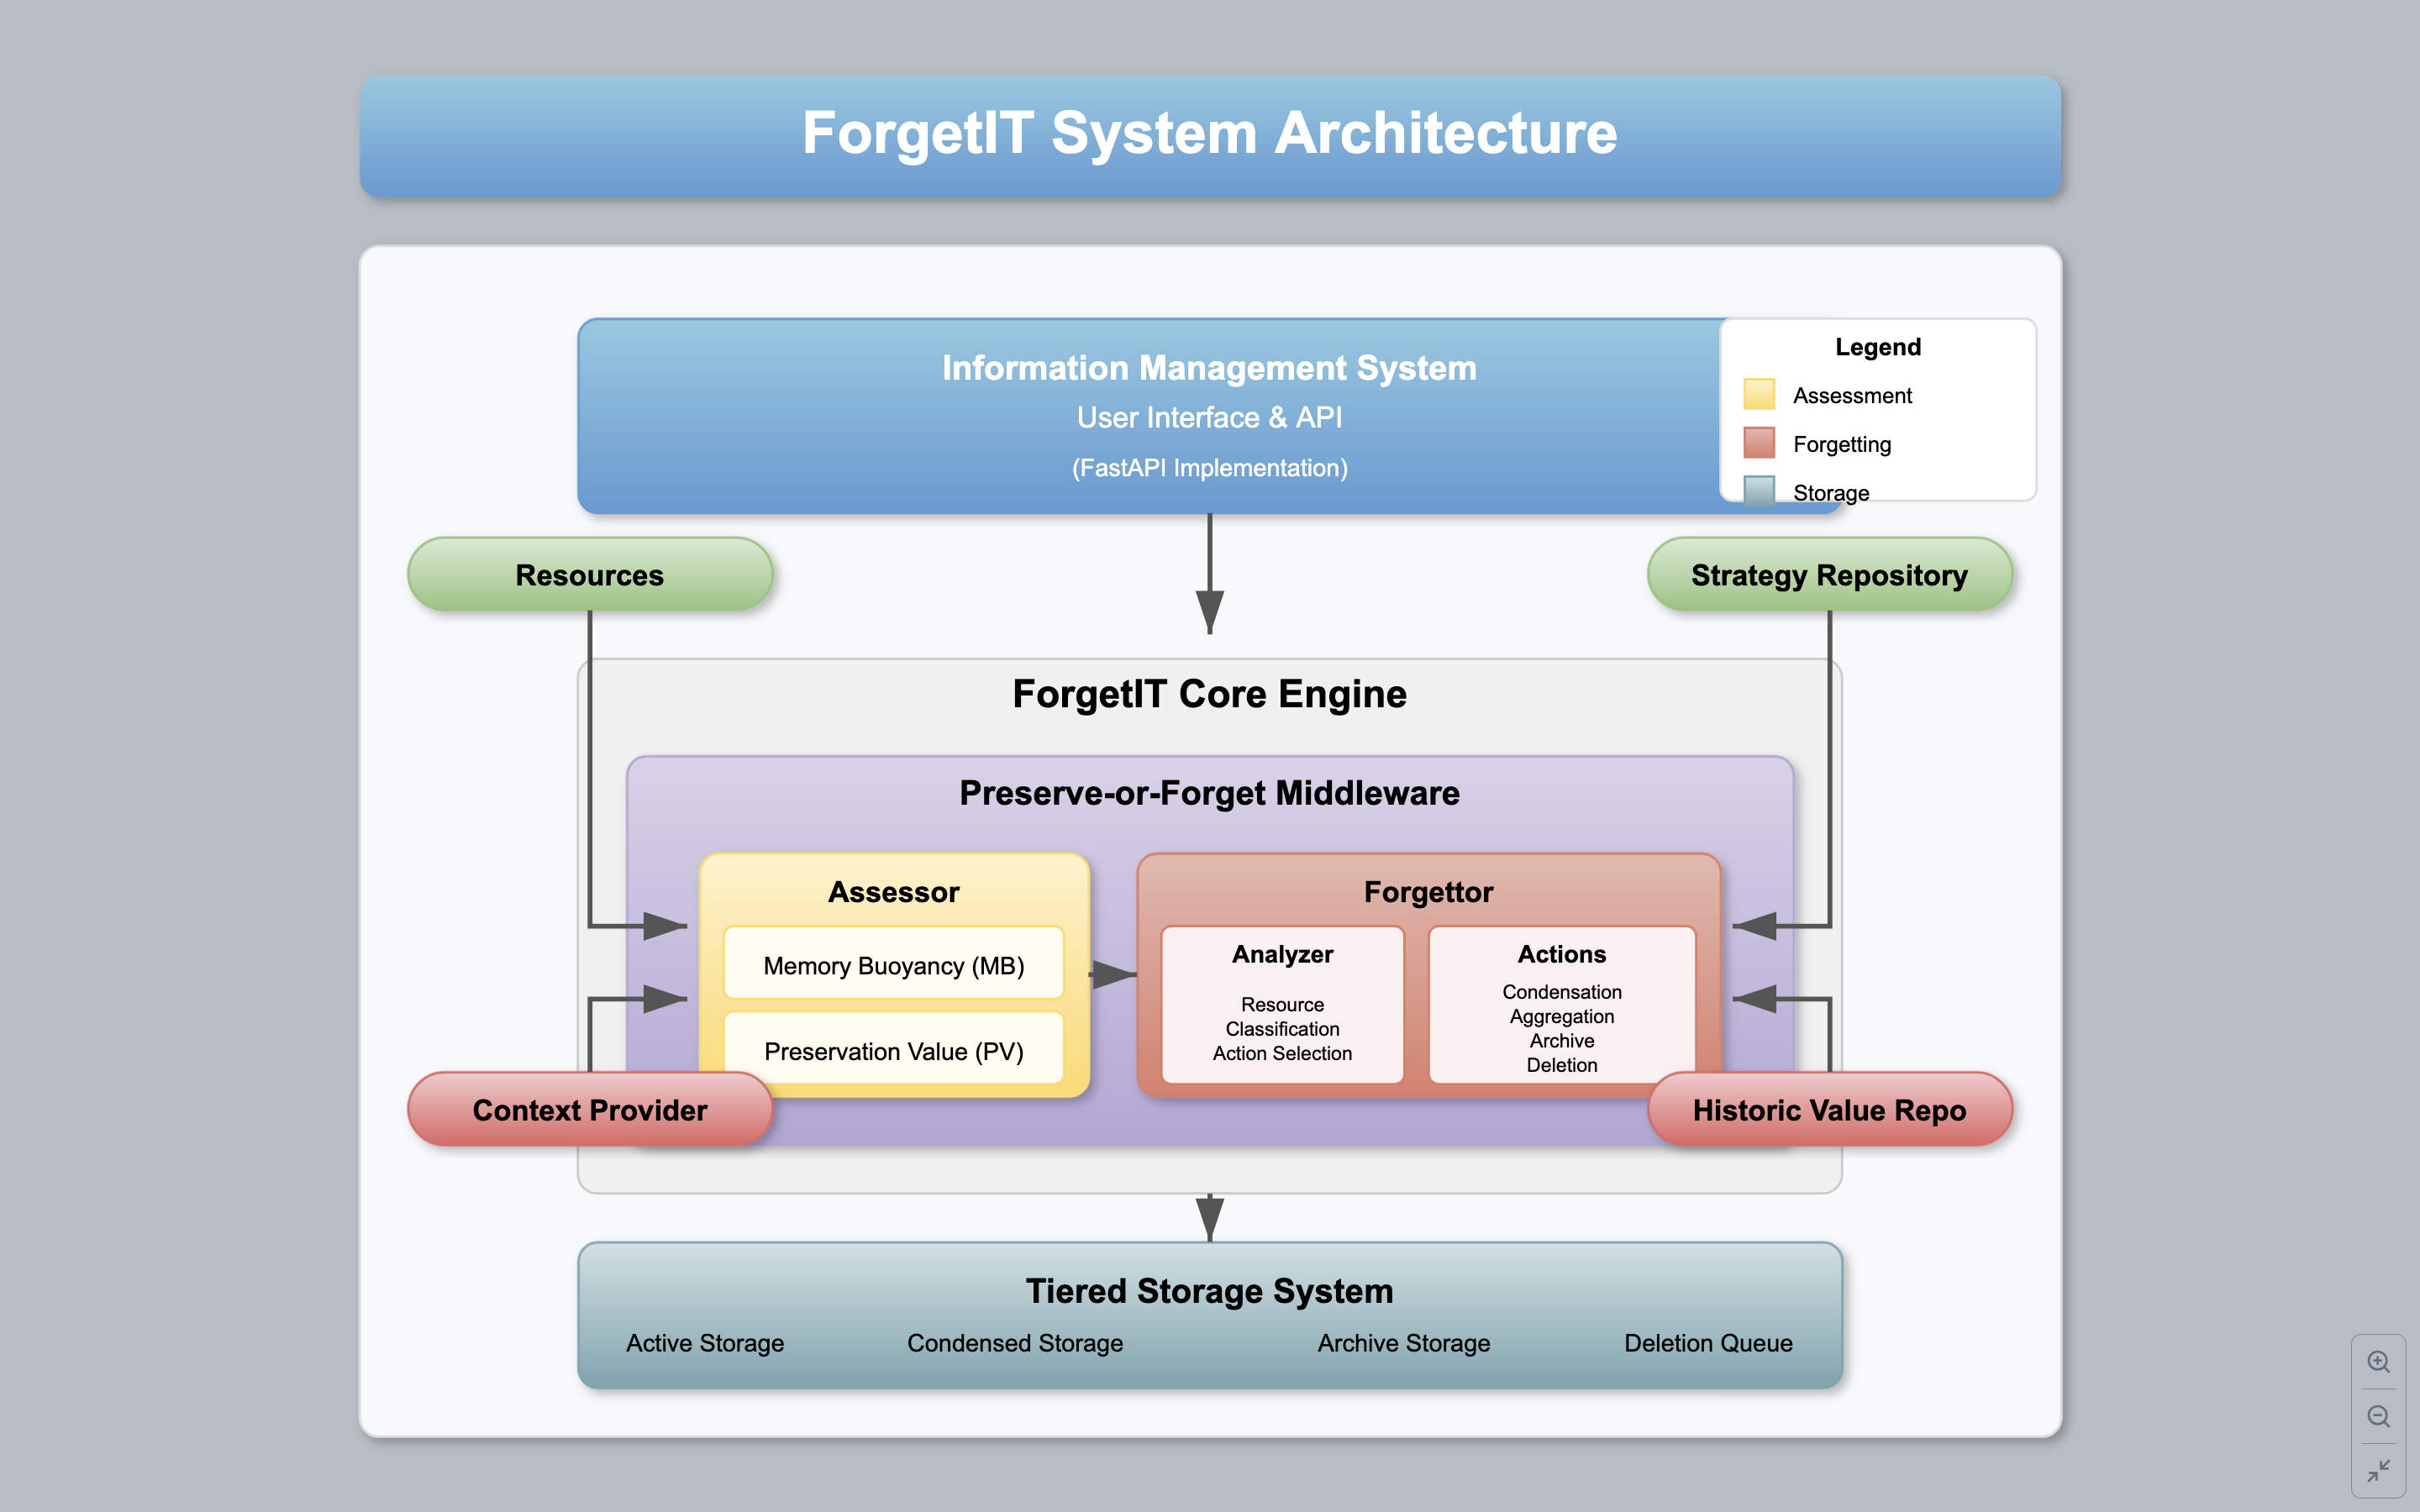 ForgetIT System Architecture
Information Management System
User Interface & API
(FastAPI Implementation)
Legend
Assessment
Forgetting
Storage
Resources
Strategy Repository
ForgetIT Core Engine
Preserve-or-Forget Middleware
Assessor
Memory Buoyancy (MB)
Preservation Value (PV)
Forgettor
Analyzer
Resource
Classification
Action Selection
Actions
Condensation
Aggregation
Archive
Deletion
Context Provider
Historic Value Repo
Tiered Storage System
Active Storage
Condensed Storage
Archive Storage
Deletion Queue